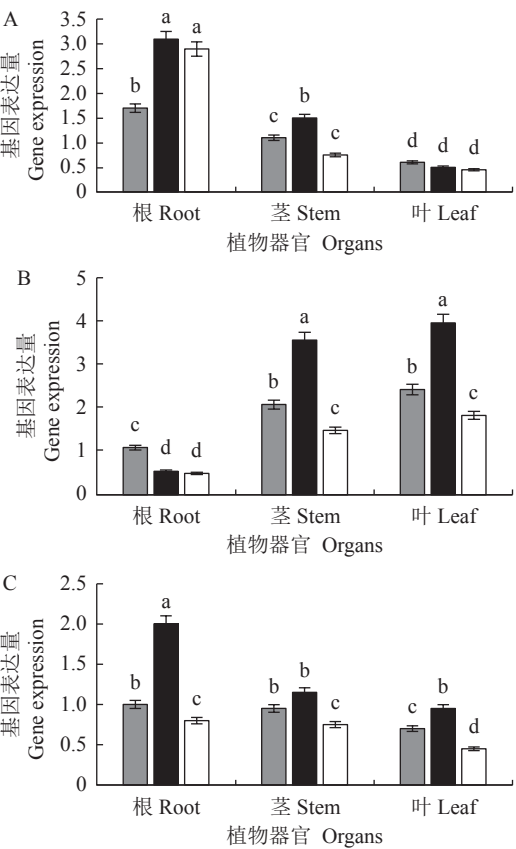 A
基因表达量
Gene expression
3.5
3.0
2.5
2.0
1.5
1.0
0.5
0
b
a
a
c
b
c
d
d
d
根 Root
茎 Stem
叶 Leaf
植物器官 Organs
B
基因表达量
Gene expression
5
4
3
2
1
0
c
d
d
b
a
c
b
a
c
根 Root
茎 Stem
叶 Leaf
植物器官 Organs
C
基因表达量
Gene expression
2.5
2.0
1.5
1.0
0.5
0
b
a
c
b
b
c
c
b
d
根 Root
茎 Stem
叶 Leaf
植物器官 Organs